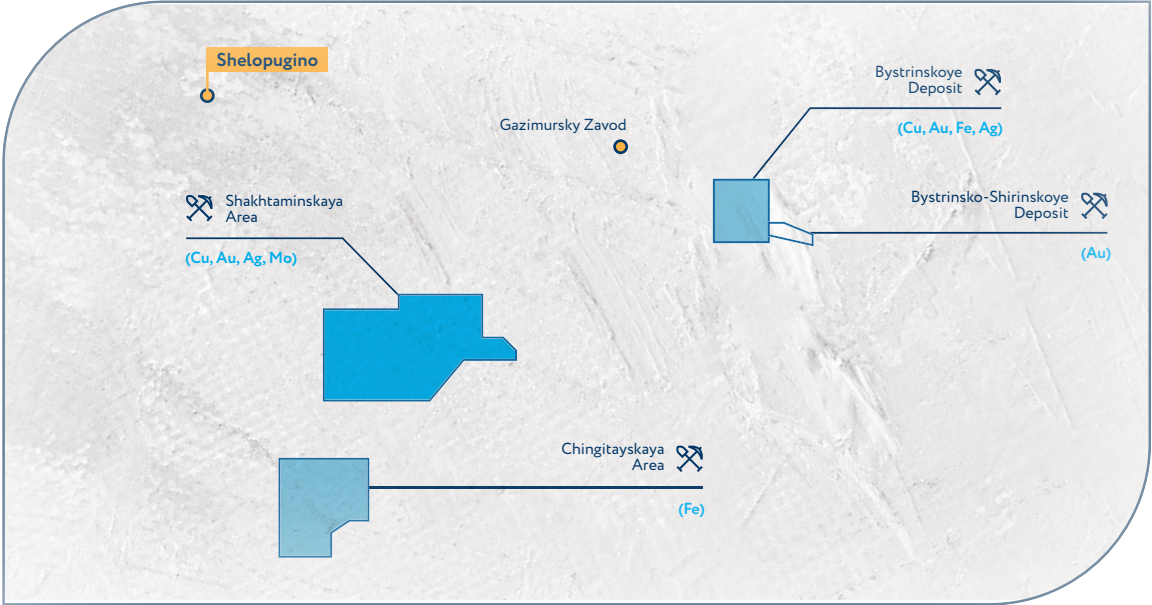 Shelopugino
Bystrinskoye
Deposit
(Cu, Au, Fe, Ag)
Gazimursky Zavod
Shakhtaminskaya
Area
(Cu, Au, Ag, Mo)
Bystrinsko-Shirinskoye
Deposit
(Au)
Chingitayskaya
Area
(Fe)